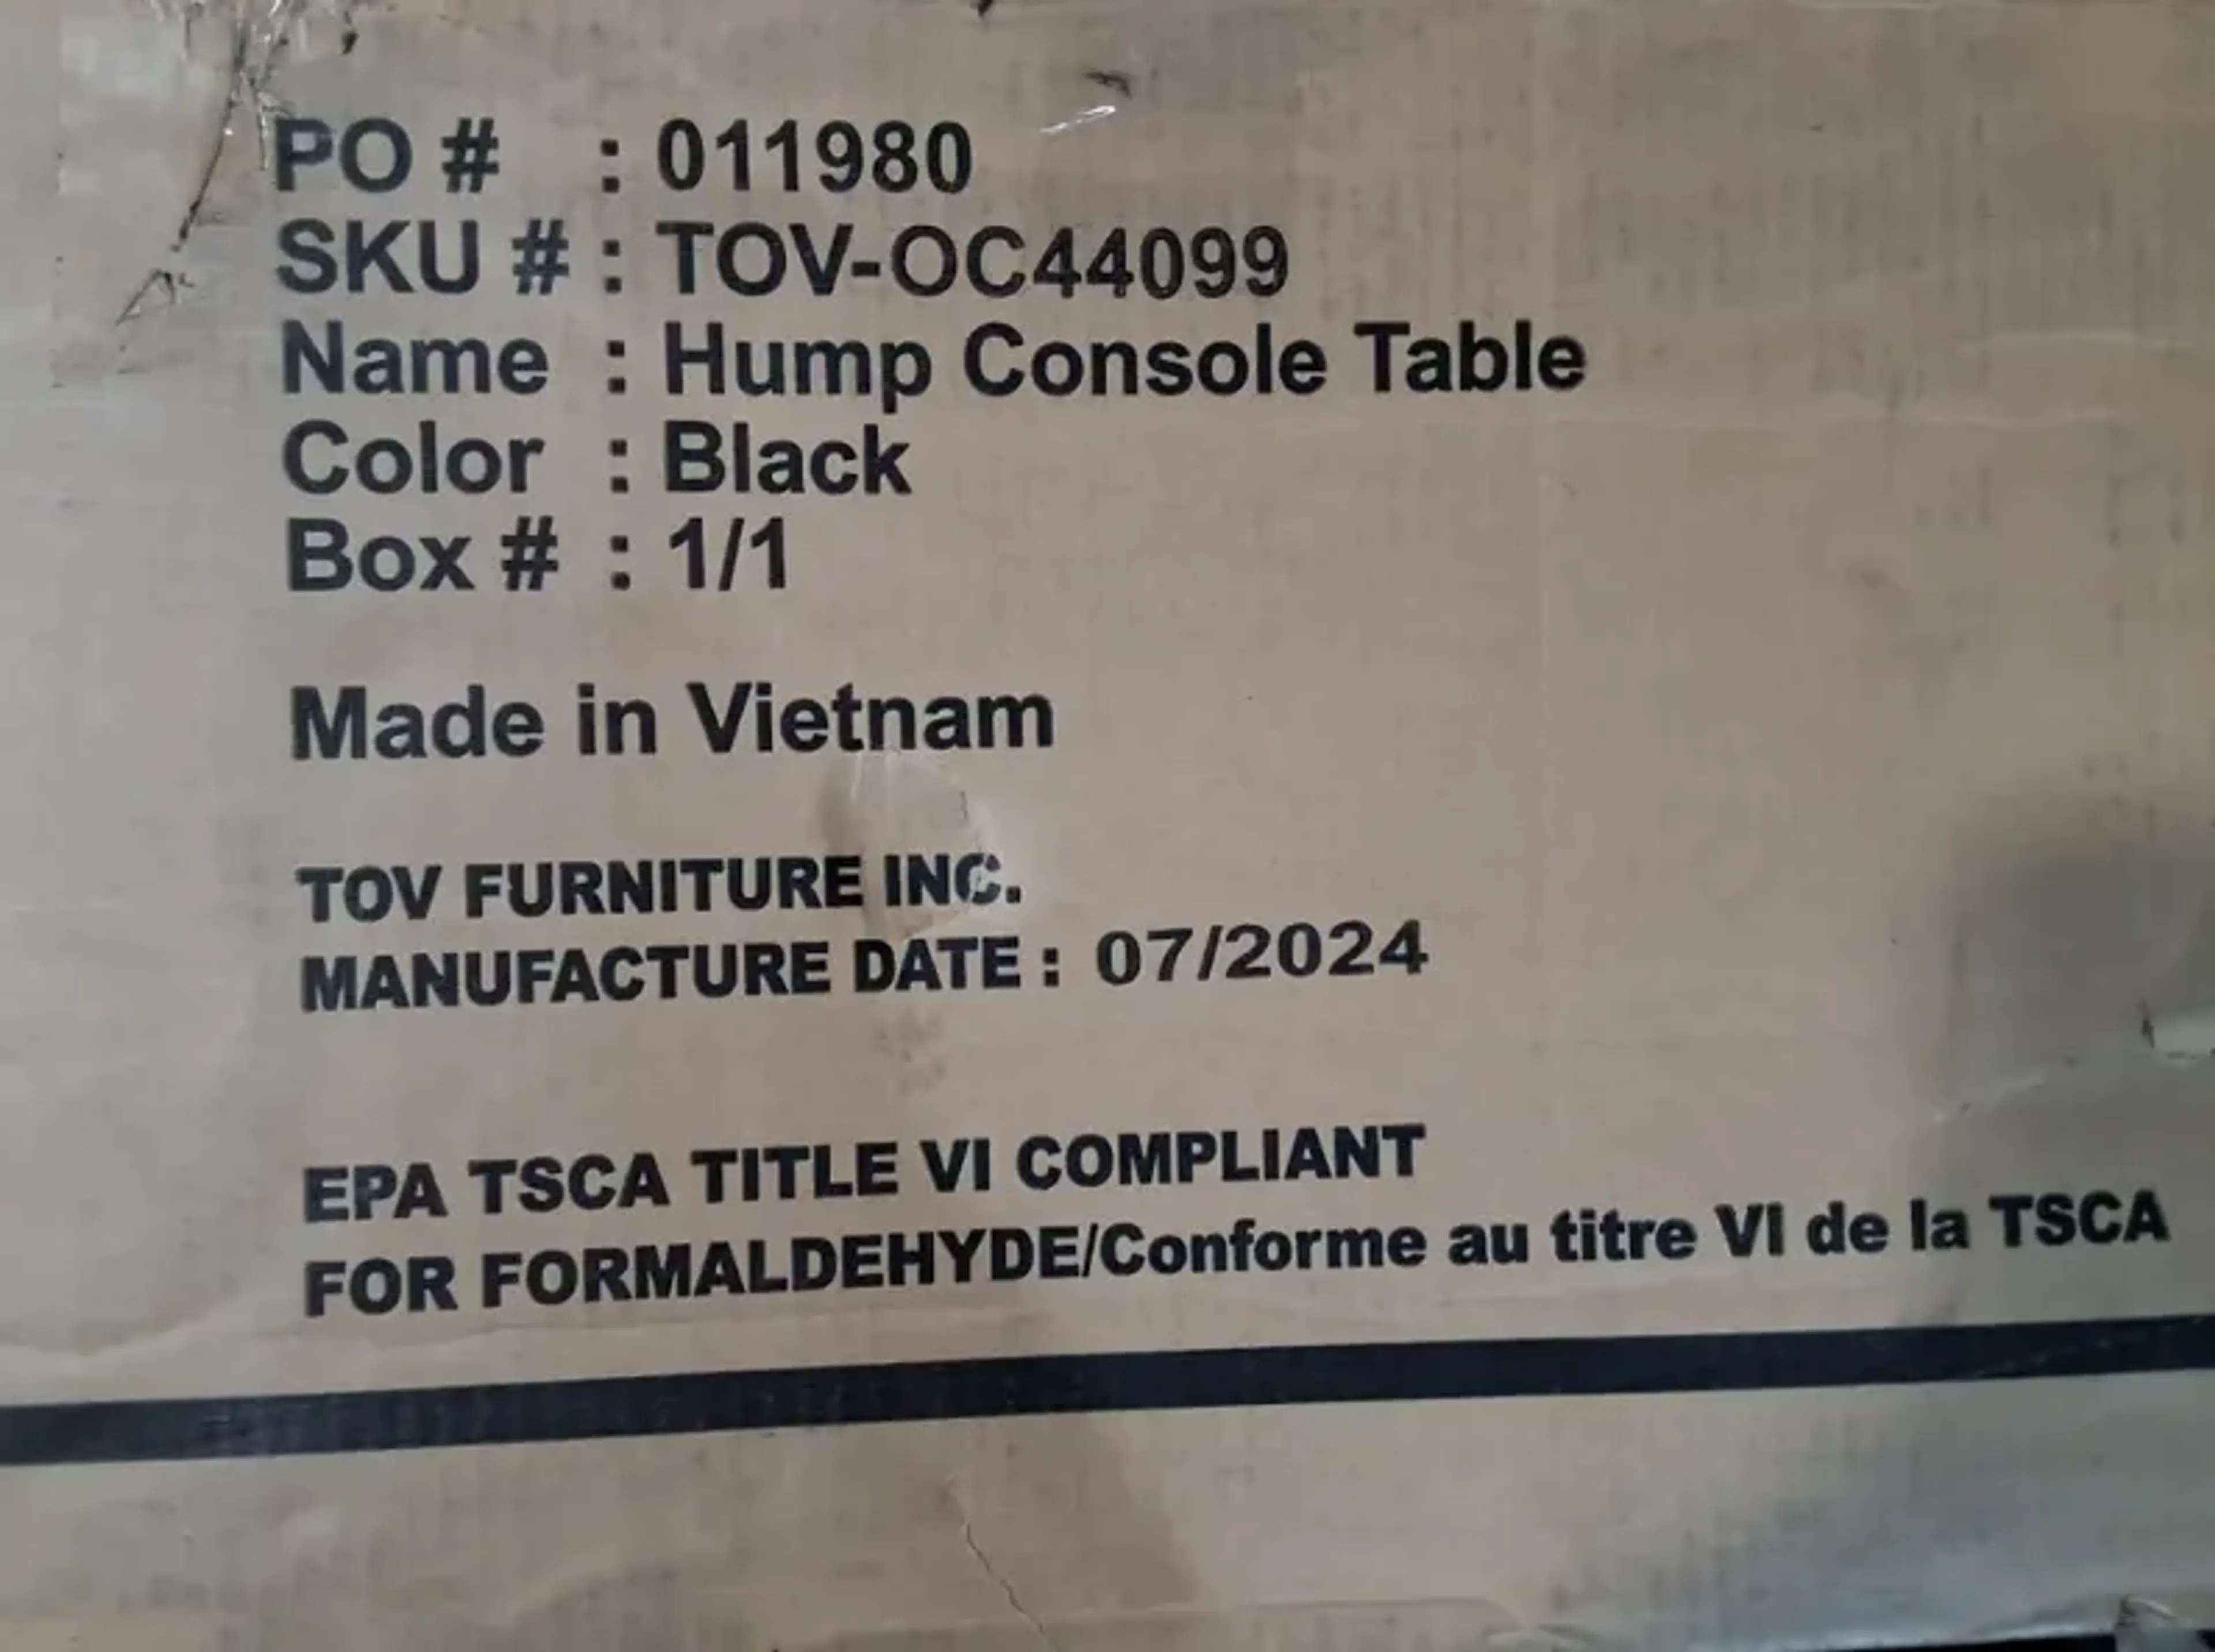 PO # : 011980
SKU # : TOV-OC44099
Name : Hump Console Table
Color : Black
Box # : 1/1
Made in Vietnam
TOV FURNITURE INC.
MANUFACTURE DATE : 07/2024
EPA TSCA TITLE VI COMPLIANT
FOR FORMALDEHYDE/Conforme au titre VI de la TSCA